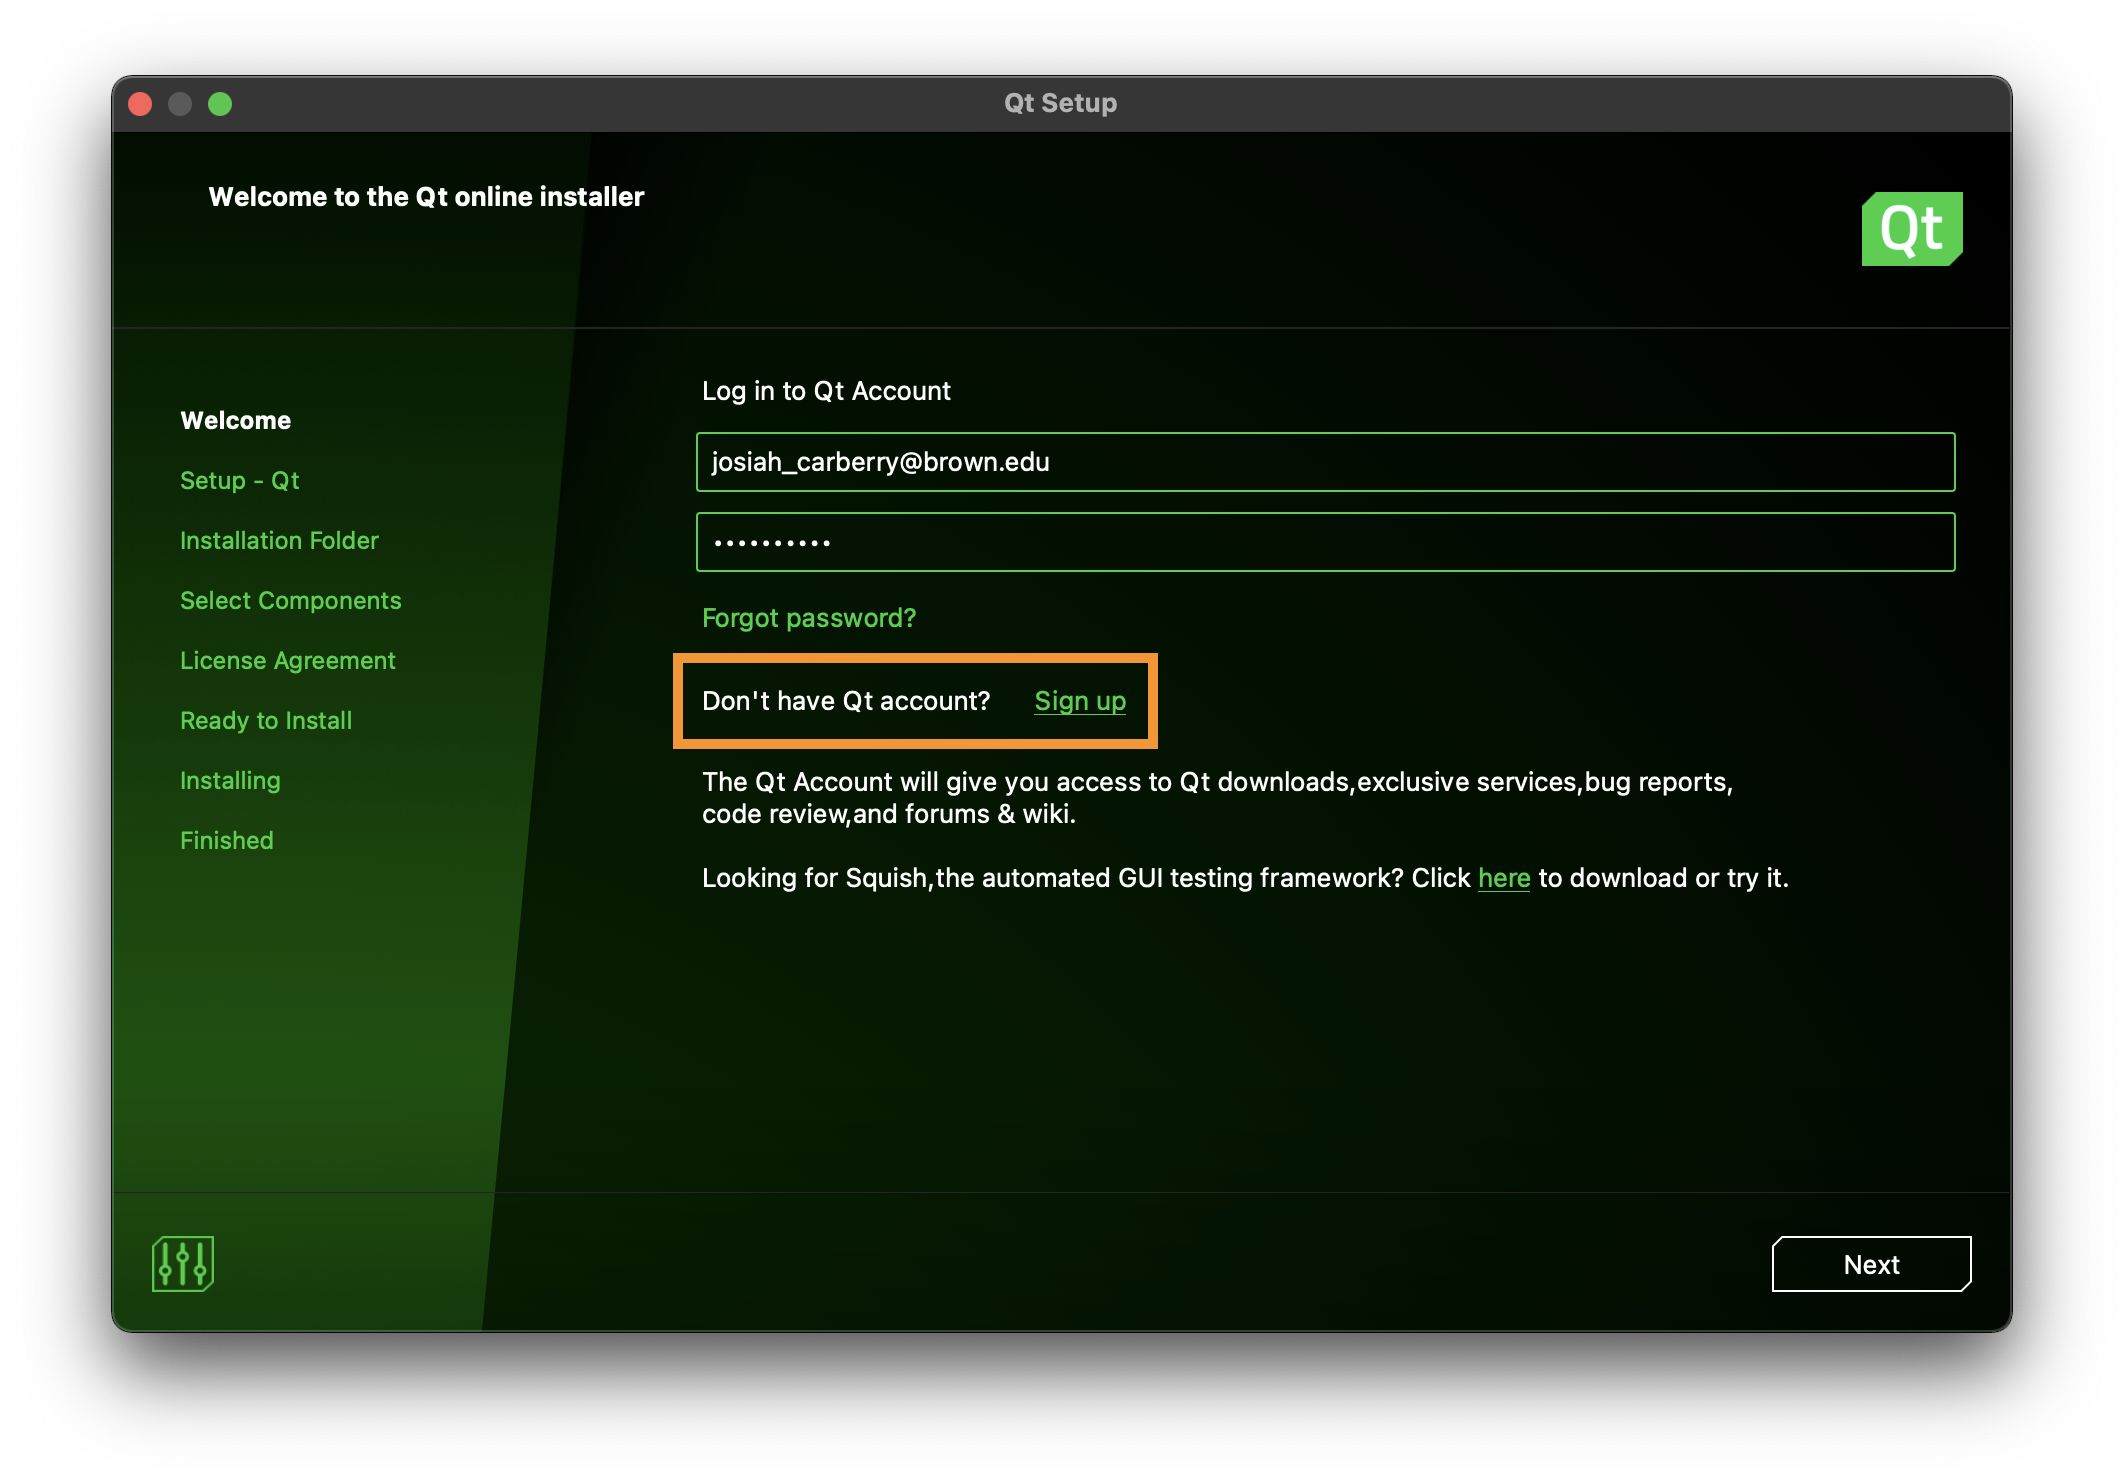 Qt Setup
Welcome to the Qt online installer
Qt
Welcome
Setup - Qt
Installation Folder
Select Components
License Agreement
Ready to Install
Installing
Finished
Log in to Qt Account
josiah_carberry@brown.edu
••••••••••
Forgot password?
Don't have Qt account? Sign up
The Qt Account will give you access to Qt downloads,exclusive services,bug reports,
code review,and forums & wiki.
Looking for Squish,the automated GUI testing framework? Click here to download or try it.
Next